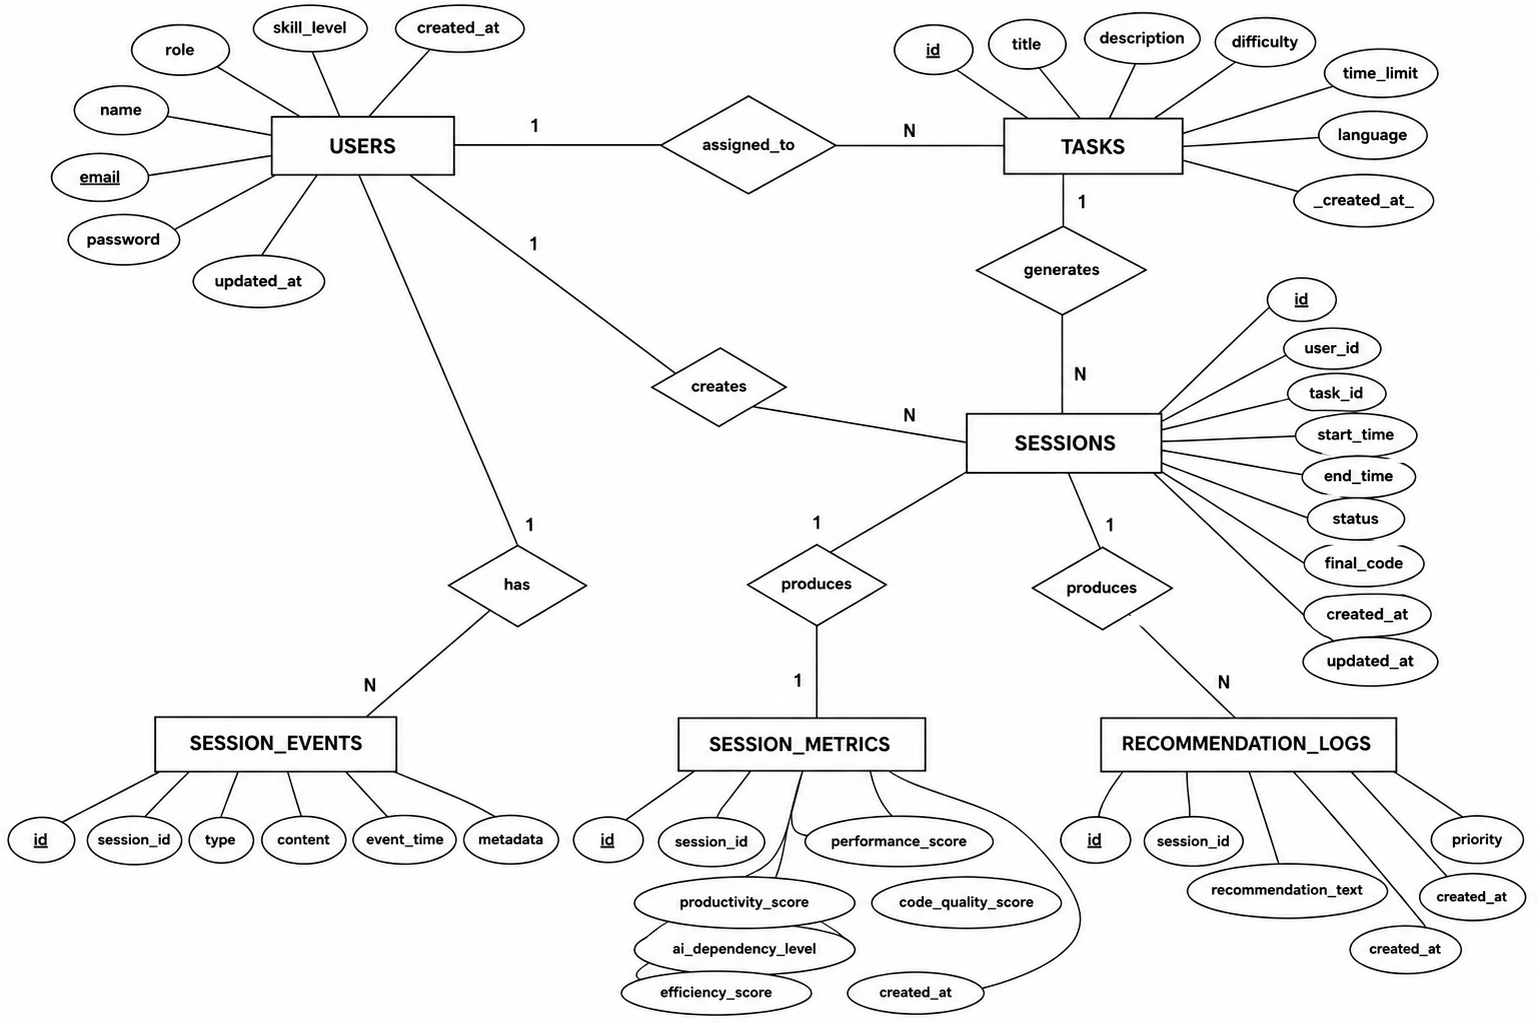 skill_level
created_at
role
name
USERS
email
password
updated_at
1
assigned_to
N
id
title
description
difficulty
time_limit
TASKS
language
_created_at_
1
generates
N
1
creates
N
id
user_id
task_id
start_time
SESSIONS
end_time
status
final_code
created_at
updated_at
1
has
N
1
produces
1
1
produces
N
SESSION_EVENTS
id
session_id
type
content
event_time
metadata
SESSION_METRICS
id
session_id
performance_score
productivity_score
code_quality_score
ai_dependency_level
efficiency_score
created_at
RECOMMENDATION_LOGS
id
session_id
priority
recommendation_text
created_at
created_at